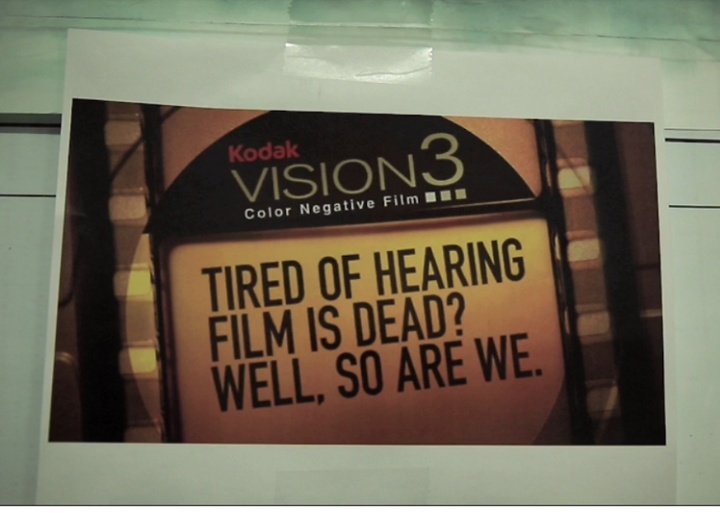 Kodak
VISION3
Color Negative Film
TIRED OF HEARING
FILM IS DEAD?
WELL, SO ARE WE.